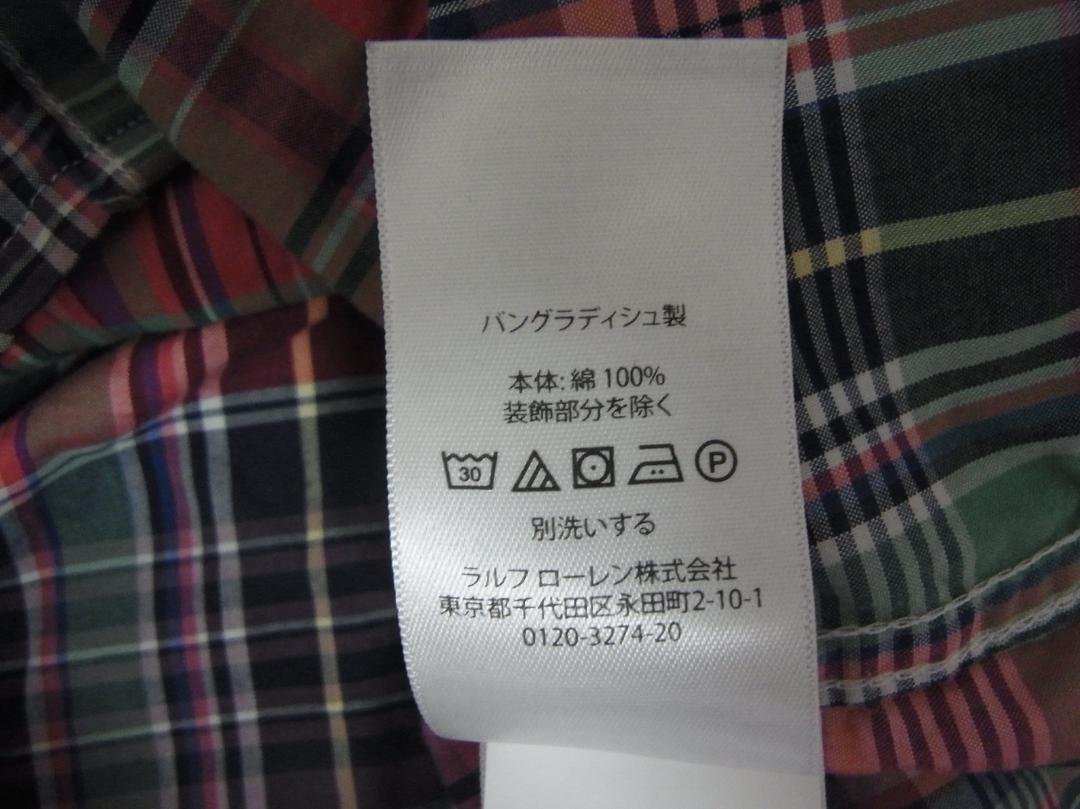 バングラディシュ製
本体: 綿 100%
装飾部分を除く
30 P
別洗いする
ラルフ ローレン株式会社
東京都千代田区永田町2-10-1
0120-3274-20